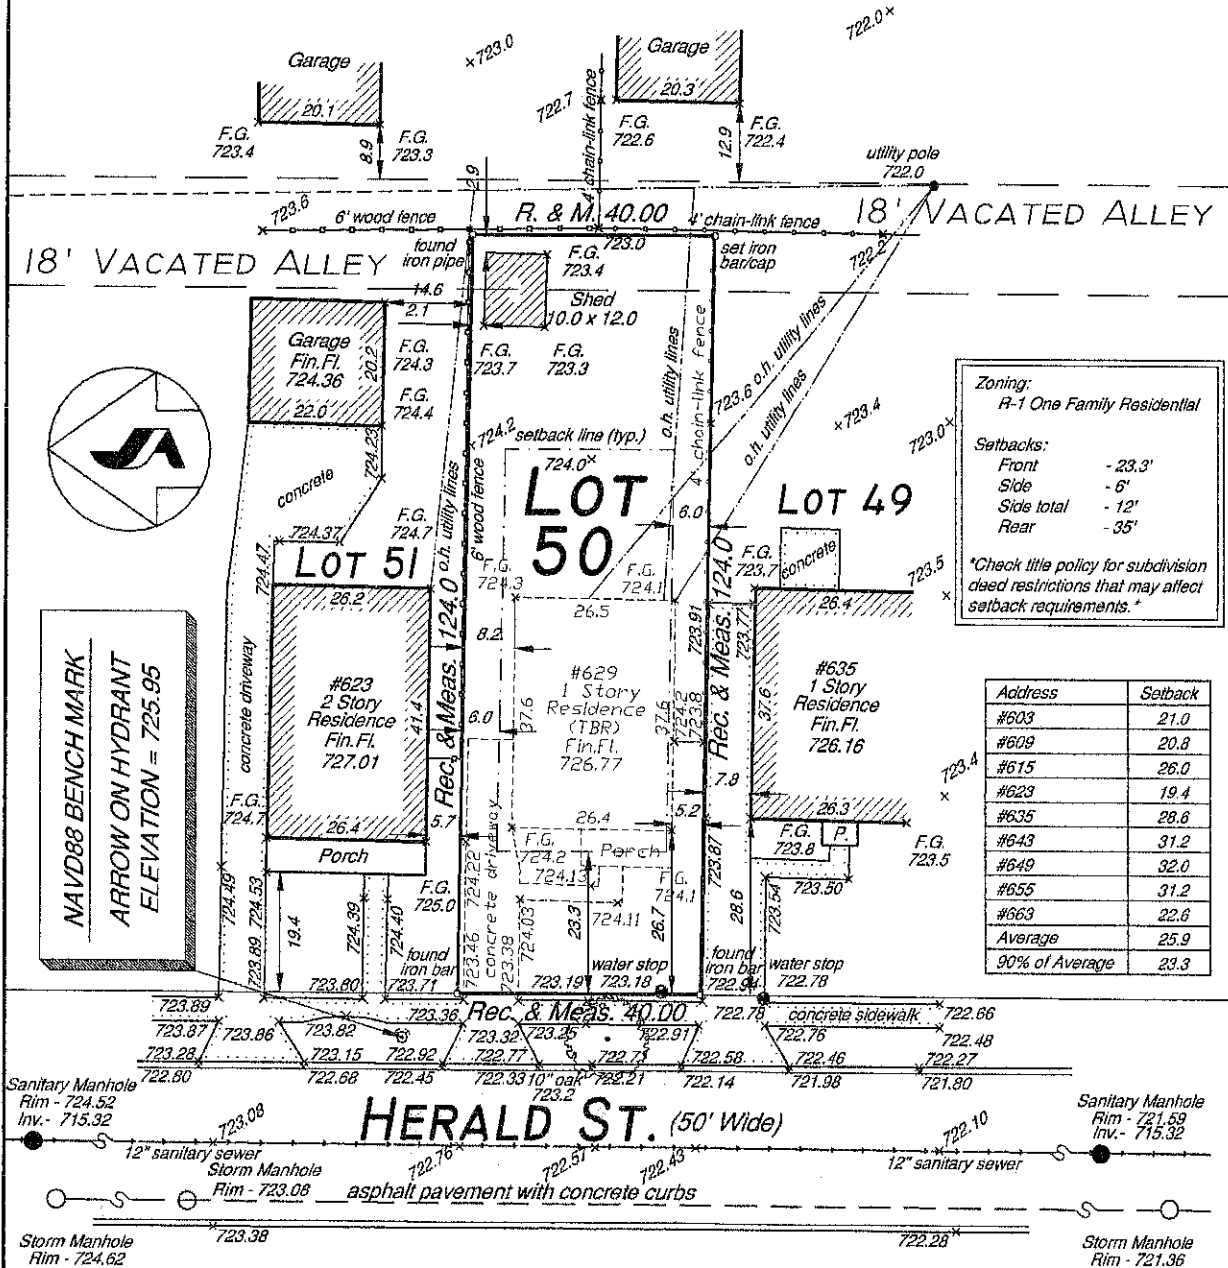 Garage
20.1
F.G.
723.4
8.9
F.G.
723.3
723.0
722.7
4' chain-link fence
Garage
20.3
F.G.
722.6
12.9
F.G.
722.4
722.0
utility pole
722.0
723.6
6' wood fence
2.9
R. & M. 40.00
4' chain-link fence
18' VACATED ALLEY
18' VACATED ALLEY
found
iron pipe
723.0
set iron
bar/cap
722.2
F.G.
723.4
Shed
10.0 x 12.0
14.6
2.1
Garage
Fin.Fl.
724.36
20.2
22.0
F.G.
724.3
F.G.
724.4
F.G.
723.7
F.G.
723.3
o.h. utility lines
4' chain-link fence
723.6
o.h. utility lines
o.h. utility lines
723.4
723.0
Zoning:
R-1 One Family Residential
Setbacks:
Front - 23.3'
Side - 6'
Side total - 12'
Rear - 35'
*Check title policy for subdivision
deed restrictions that may affect
setback requirements.*
724.2
setback line (typ.)
724.0
LOT
50
6.0
LOT 49
724.23
concrete
724.37
F.G.
724.7
724.47
LOT 51
6' wood fence
o.h. utility lines
F.G.
724.3
F.G.
724.1
F.G.
723.7
concrete
723.5
26.2
26.5
26.4
Rec. & Meas. 124.0
8.2
723.91
723.77
Rec. & Meas. 124.0
NAVD88 BENCH MARK
ARROW ON HYDRANT
ELEVATION = 725.95
concrete driveway
#623
2 Story
Residence
Fin.Fl.
727.01
41.4
6.0
37.6
#629
1 Story
Residence
(TBR)
Fin.Fl.
726.77
37.6
724.2
723.8
37.6
#635
1 Story
Residence
Fin.Fl.
726.16
723.4
Address Setback
#603 21.0
#609 20.8
#615 26.0
#623 19.4
#635 28.6
#643 31.2
#649 32.0
#655 31.2
#663 22.6
Average 25.9
90% of Average 23.3
7.8
5.2
F.G.
724.7
26.4
5.7
26.4
26.3
Porch
F.G.
724.2
Porch
724.13
F.G.
724.1
F.G.
723.8
P.
F.G.
723.5
724.22
concrete driveway
723.87
723.50
724.49
724.53
19.4
724.39
724.40
F.G.
725.0
724.03
23.3
724.11
26.7
28.6
723.54
723.89
found
iron bar
723.46
723.38
water stop
found
iron bar
water stop
723.80
723.71
723.19
723.18
722.94
722.78
723.89
723.36
Rec. & Meas. 40.00
722.78
concrete sidewalk
722.66
723.87
723.86
723.82
723.32
723.25
722.91
722.76
722.48
723.28
723.15
722.92
722.77
722.73
722.58
722.46
722.27
722.80
722.68
722.45
722.33
10" oak
723.2
722.21
722.14
721.98
721.80
Sanitary Manhole
Rim - 724.52
Inv.- 715.32
723.08
HERALD ST. (50' Wide)
722.10
Sanitary Manhole
Rim - 721.59
Inv.- 715.32
12" sanitary sewer
722.76
722.57
722.43
12" sanitary sewer
Storm Manhole
Rim - 723.08
asphalt pavement with concrete curbs
723.38
722.28
Storm Manhole
Rim - 724.62
Storm Manhole
Rim - 721.36